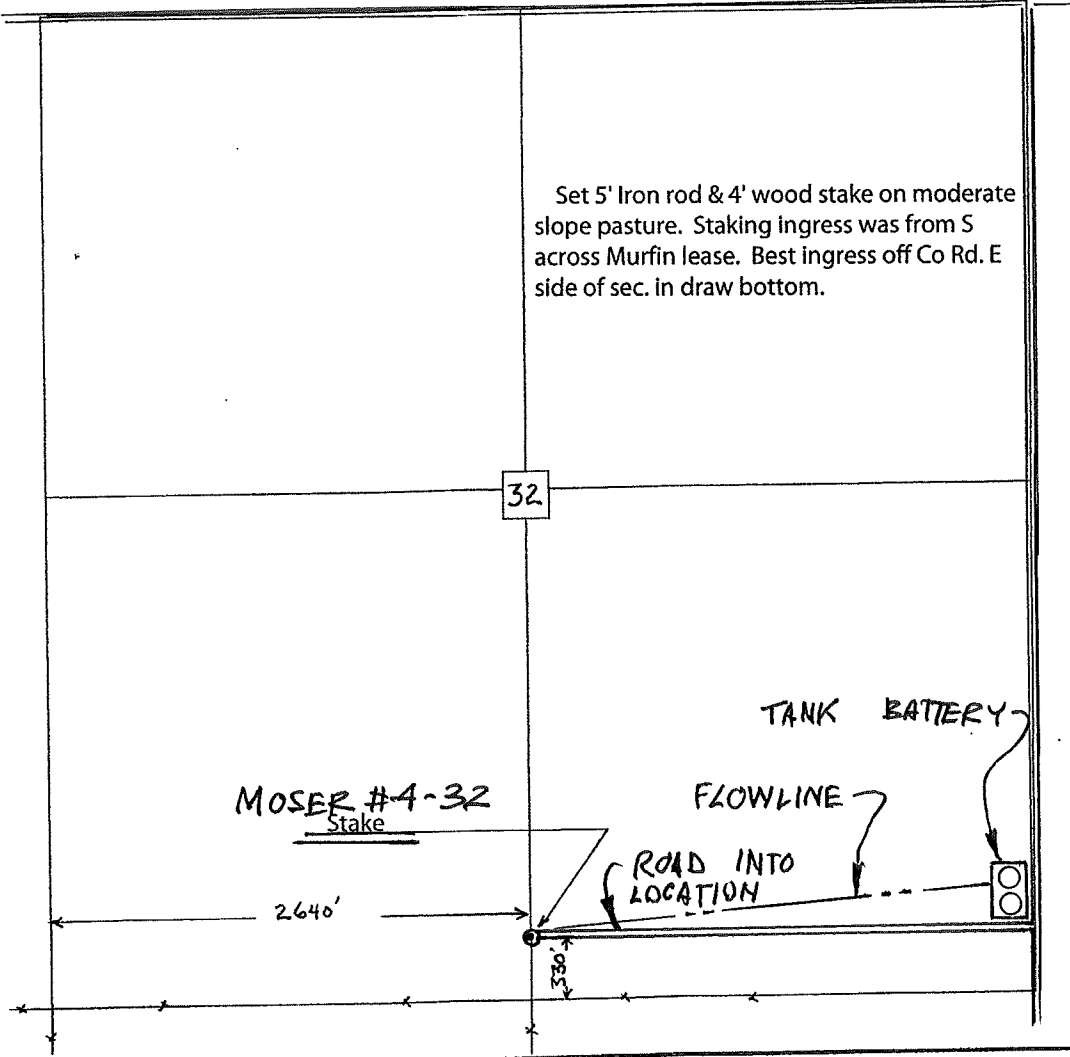 Set 5' Iron rod & 4' wood stake on moderate
slope pasture. Staking ingress was from S
across Murfin lease. Best ingress off Co Rd. E
side of sec. in draw bottom.
32
TANK BATTERY
MOSER #4-32
Stake
FLOWLINE
ROAD INTO
LOCATION
2640'
330'